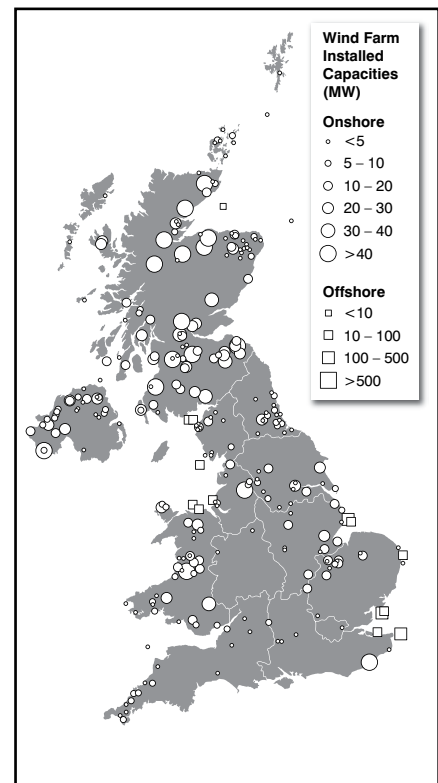 Wind Farm
Installed
Capacities
(MW)
Onshore
<5
5 – 10
10 – 20
20 – 30
30 – 40
>40
Offshore
<10
10 – 100
100 – 500
>500